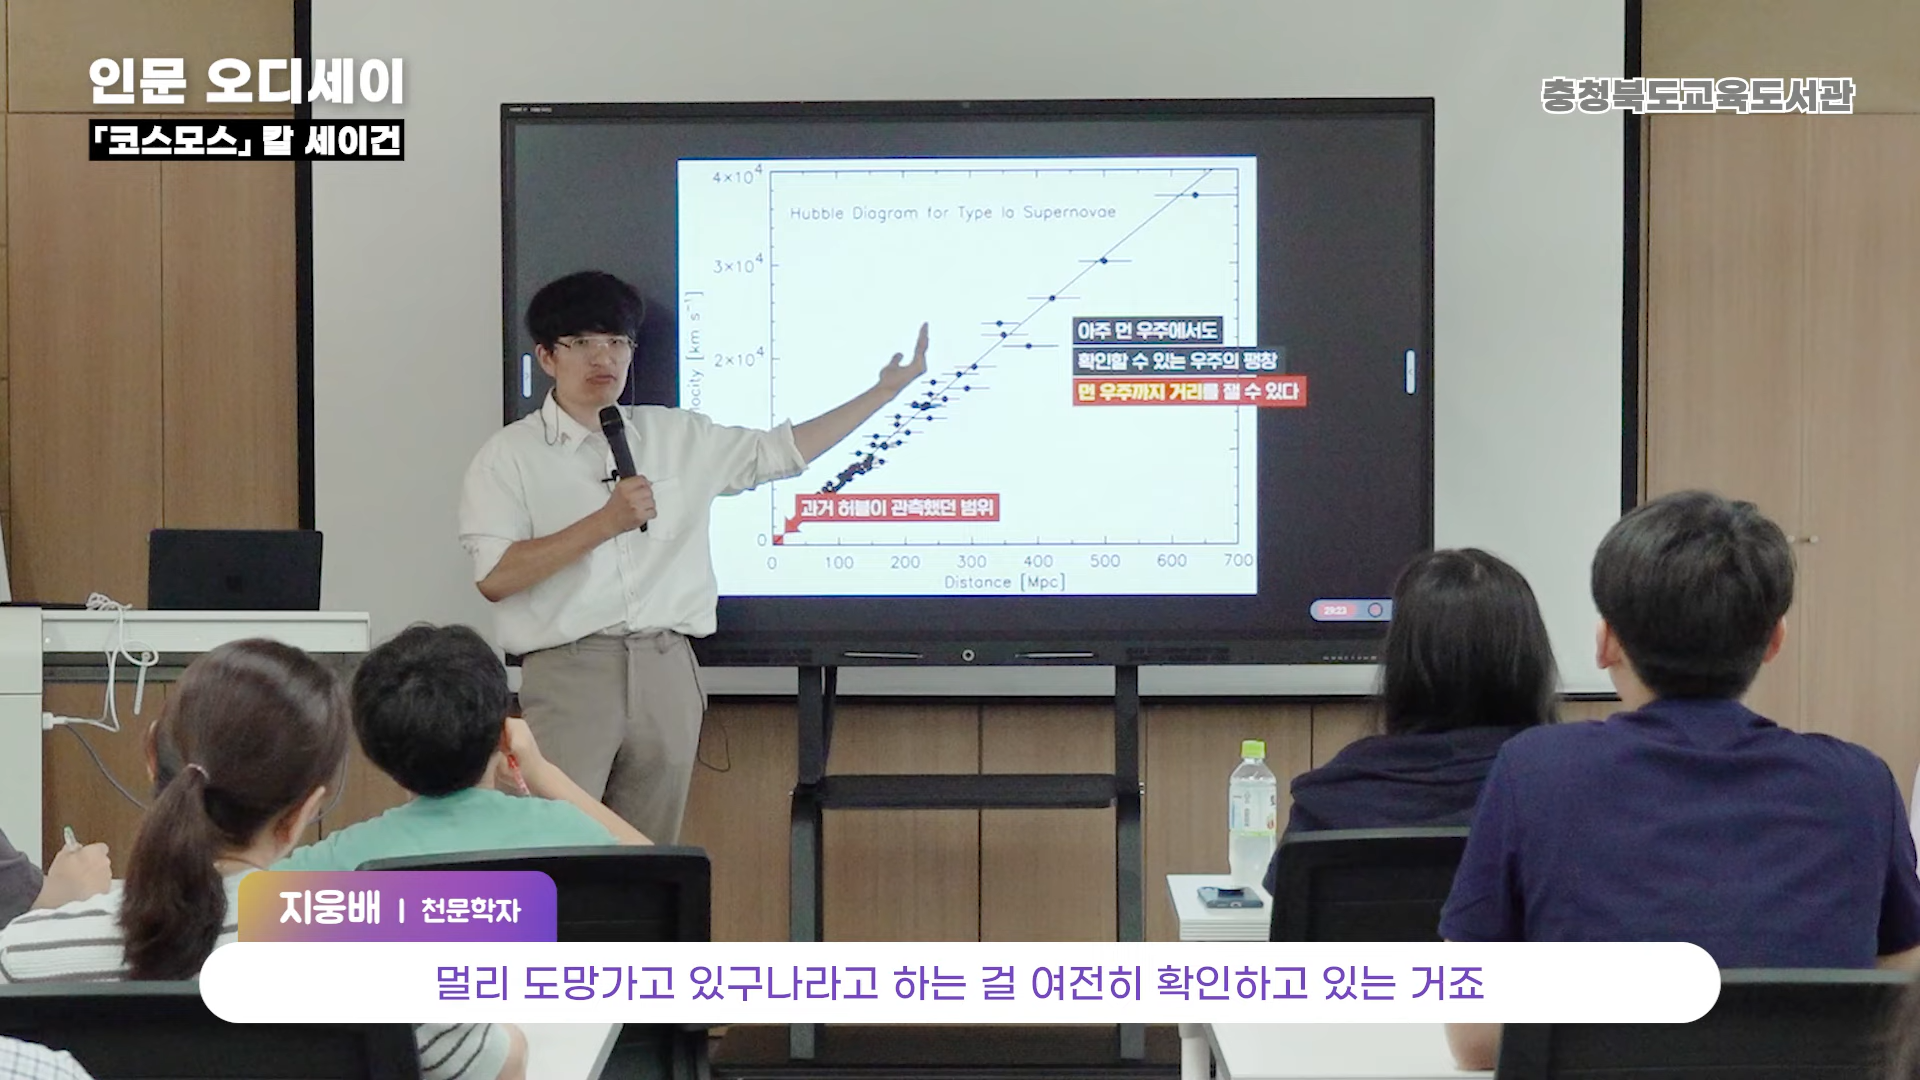 인문 오디세이
「코스모스」 칼 세이건
충청북도교육도서관
4×10⁴
Hubble Diagram for Type Ia Supernovae
3×10⁴
아주 먼 우주에서도
확인할 수 있는 우주의 팽창
2×10⁴
먼 우주까지 거리를 잴 수 있다
[km s⁻¹]
과거 허블이 관측했던 범위
0
0 100 200 300 400 500 600 700
Distance [Mpc]
29:23
지웅배 | 천문학자
멀리 도망가고 있구나라고 하는 걸 여전히 확인하고 있는 거죠